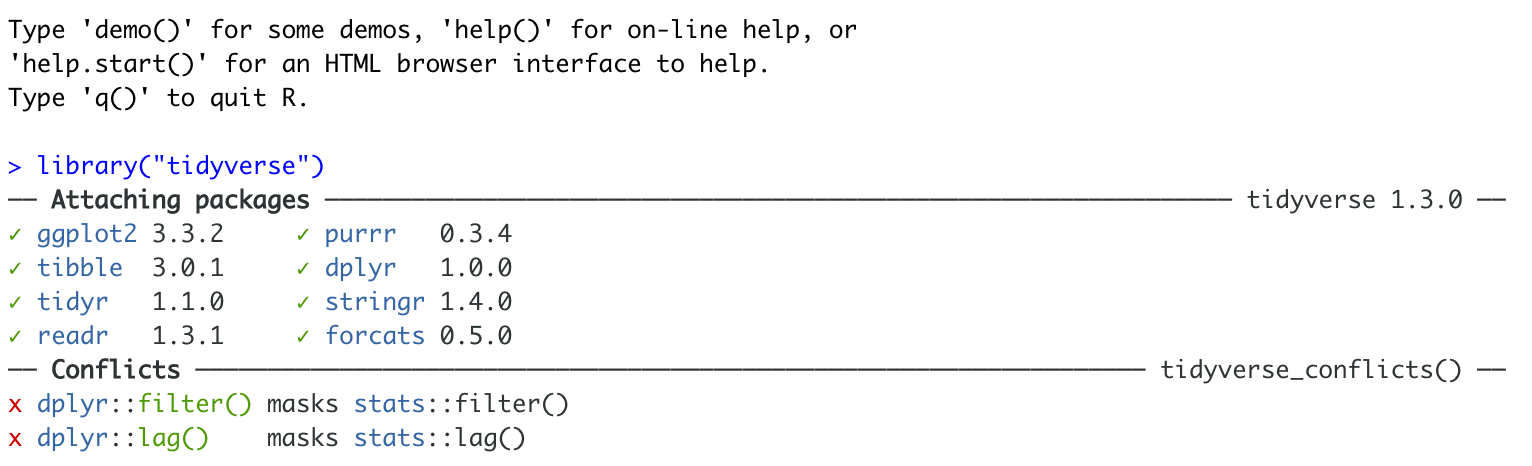 Type 'demo()' for some demos, 'help()' for on-line help, or
'help.start()' for an HTML browser interface to help.
Type 'q()' to quit R.
> library("tidyverse")
── Attaching packages ─────────────────────────────────────────────────────────────── tidyverse 1.3.0 ──
✓ ggplot2 3.3.2     ✓ purrr   0.3.4
✓ tibble  3.0.1     ✓ dplyr   1.0.0
✓ tidyr   1.1.0     ✓ stringr 1.4.0
✓ readr   1.3.1     ✓ forcats 0.5.0
── Conflicts ────────────────────────────────────────────────────────────────── tidyverse_conflicts() ──
x dplyr::filter() masks stats::filter()
x dplyr::lag()    masks stats::lag()